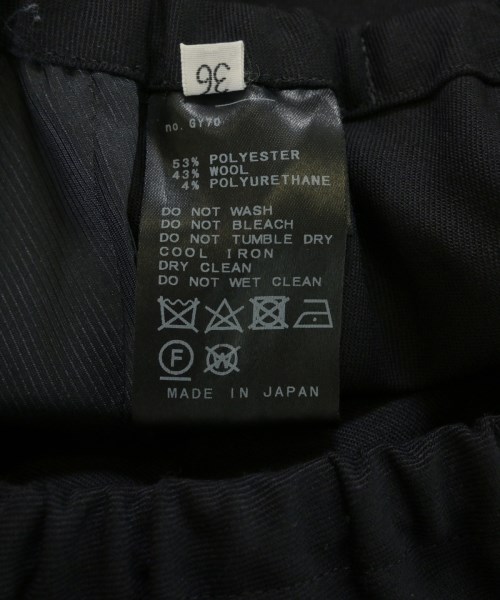 36
no. GY70
53% POLYESTER
43% WOOL
4% POLYURETHANE
DO NOT WASH
DO NOT BLEACH
DO NOT TUMBLE DRY
COOL IRON
DRY CLEAN
DO NOT WET CLEAN
F W
MADE IN JAPAN